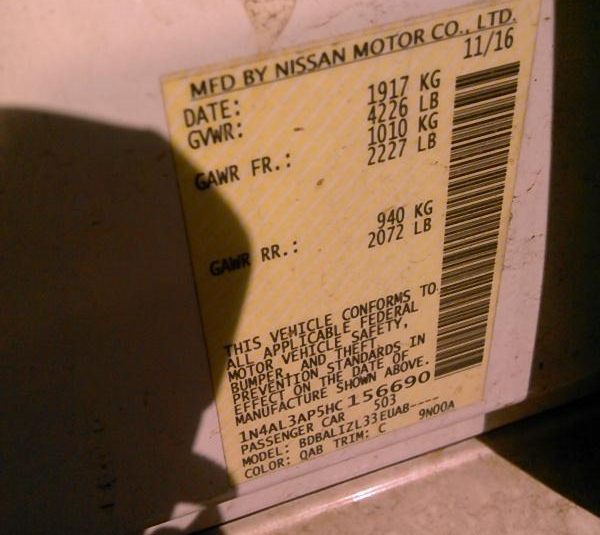 MFD BY NISSAN MOTOR CO., LTD.
DATE: 11/16
GVWR: 1917 KG
4226 LB
GAWR FR.: 1010 KG
2227 LB
GAWR RR.: 940 KG
2072 LB
THIS VEHICLE CONFORMS TO
ALL APPLICABLE FEDERAL
MOTOR VEHICLE SAFETY,
BUMPER, AND THEFT
PREVENTION STANDARDS IN
EFFECT ON THE DATE OF
MANUFACTURE SHOWN ABOVE.
1N4AL3AP5HC 156690
PASSENGER CAR 503
MODEL: BDBALIZL33EUAB----
COLOR: QAB TRIM: C 9N00A